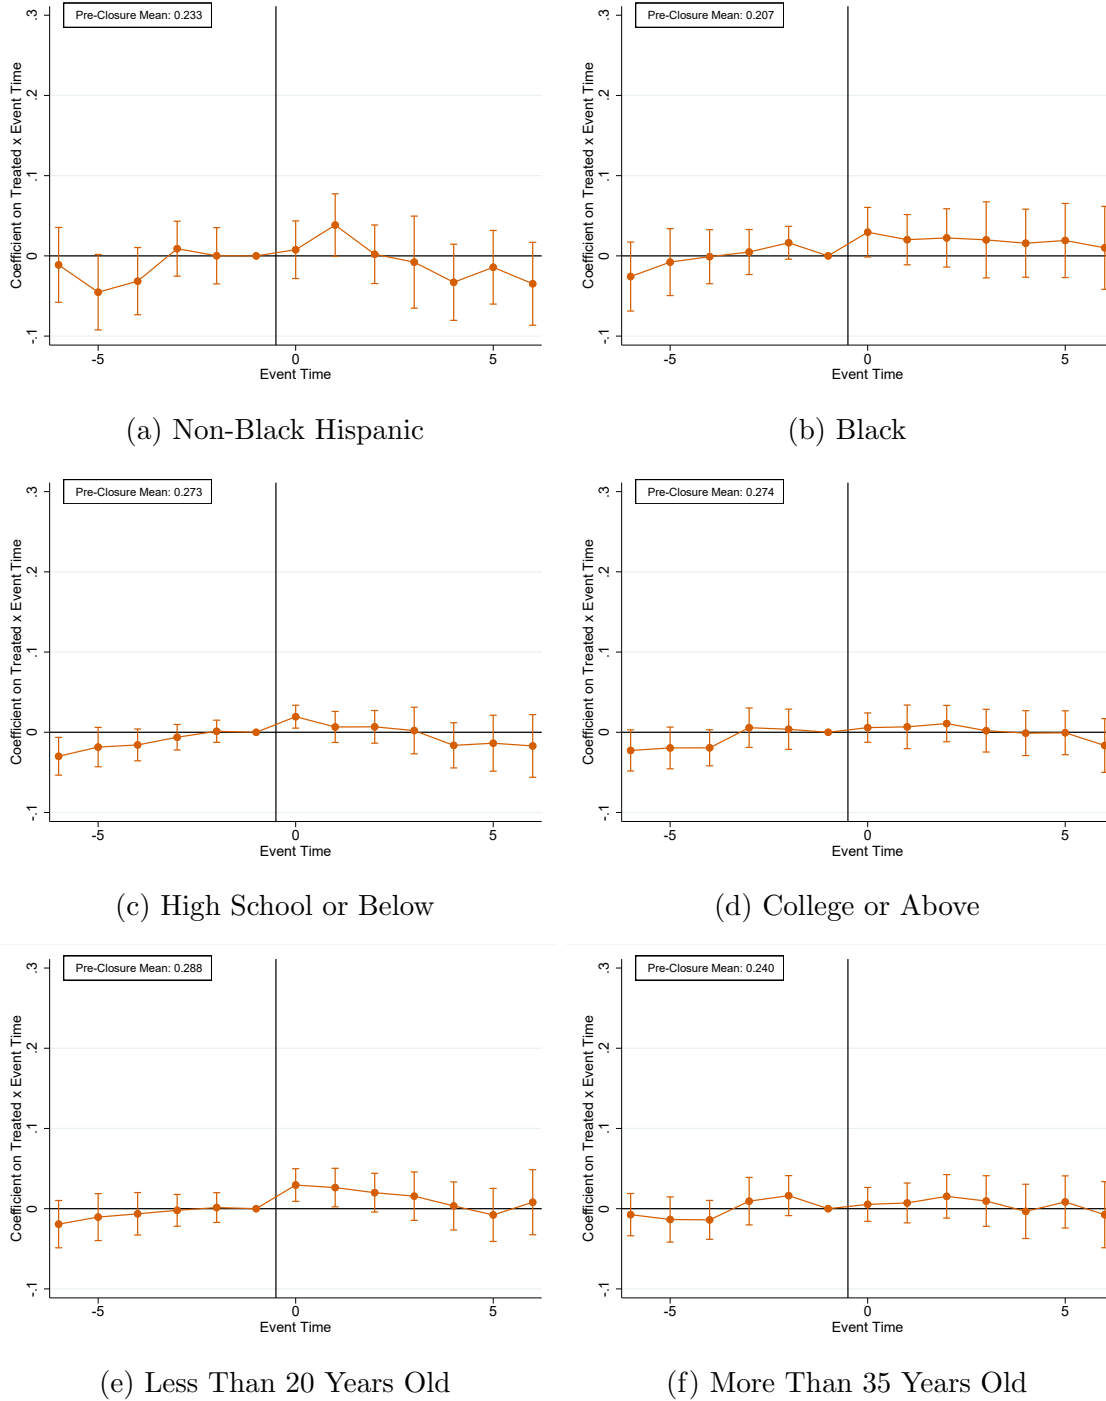 Pre-Closure Mean: 0.233
Coefficient on Treated x Event Time
.3
.2
.1
0
-.1
-5
0
5
Event Time
(a) Non-Black Hispanic
Pre-Closure Mean: 0.207
Coefficient on Treated x Event Time
.3
.2
.1
0
-.1
-5
0
5
Event Time
(b) Black
Pre-Closure Mean: 0.273
Coefficient on Treated x Event Time
.3
.2
.1
0
-.1
-5
0
5
Event Time
(c) High School or Below
Pre-Closure Mean: 0.274
Coefficient on Treated x Event Time
.3
.2
.1
0
-.1
-5
0
5
Event Time
(d) College or Above
Pre-Closure Mean: 0.288
Coefficient on Treated x Event Time
.3
.2
.1
0
-.1
-5
0
5
Event Time
(e) Less Than 20 Years Old
Pre-Closure Mean: 0.240
Coefficient on Treated x Event Time
.3
.2
.1
0
-.1
-5
0
5
Event Time
(f) More Than 35 Years Old